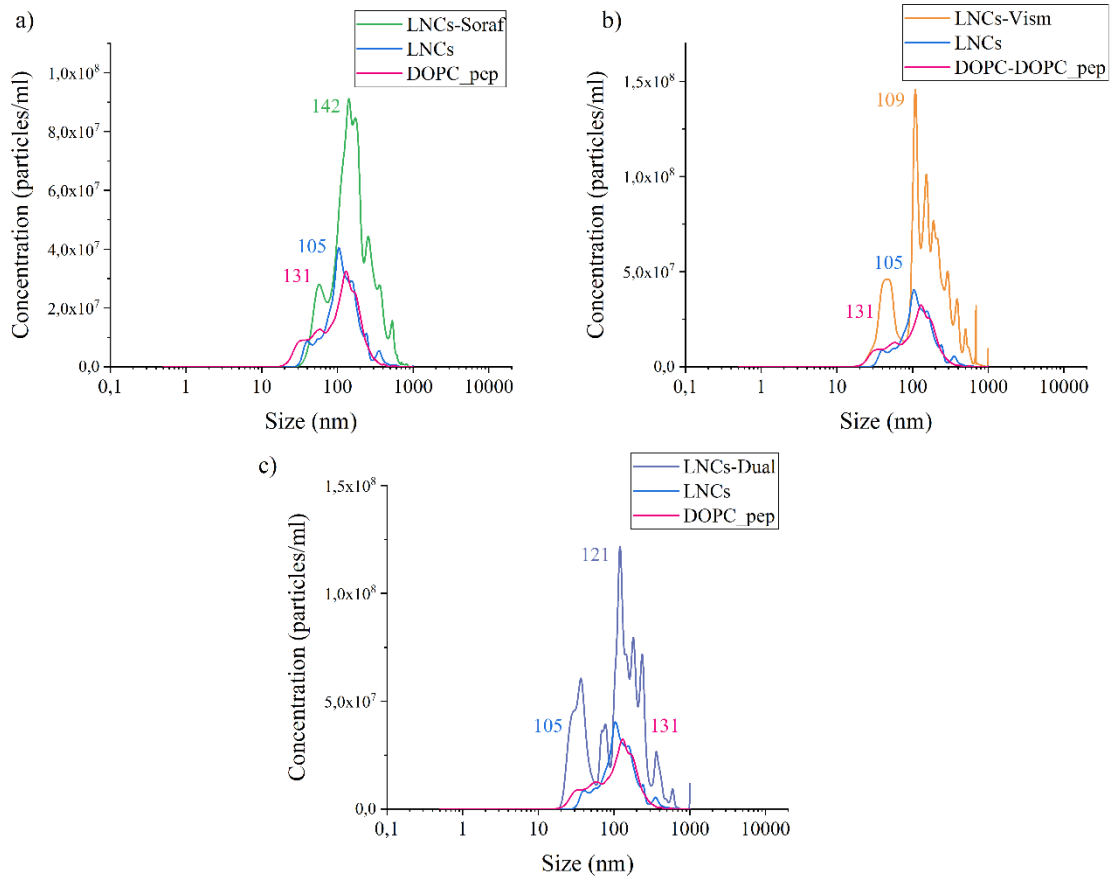 a)
LNCs-Soraf
LNCs
DOPC_pep
Concentration (particles/ml)
1,0x10⁸
8,0x10⁷
6,0x10⁷
4,0x10⁷
2,0x10⁷
0,0
142
105
131
0,1 1 10 100 1000 10000
Size (nm)
b)
LNCs-Vism
LNCs
DOPC-DOPC_pep
Concentration (particles/ml)
1,5x10⁸
1,0x10⁸
5,0x10⁷
0,0
109
105
131
0,1 1 10 100 1000 10000
Size (nm)
c)
LNCs-Dual
LNCs
DOPC_pep
Concentration (particles/ml)
1,5x10⁸
1,0x10⁸
5,0x10⁷
0,0
121
105
131
0,1 1 10 100 1000 10000
Size (nm)